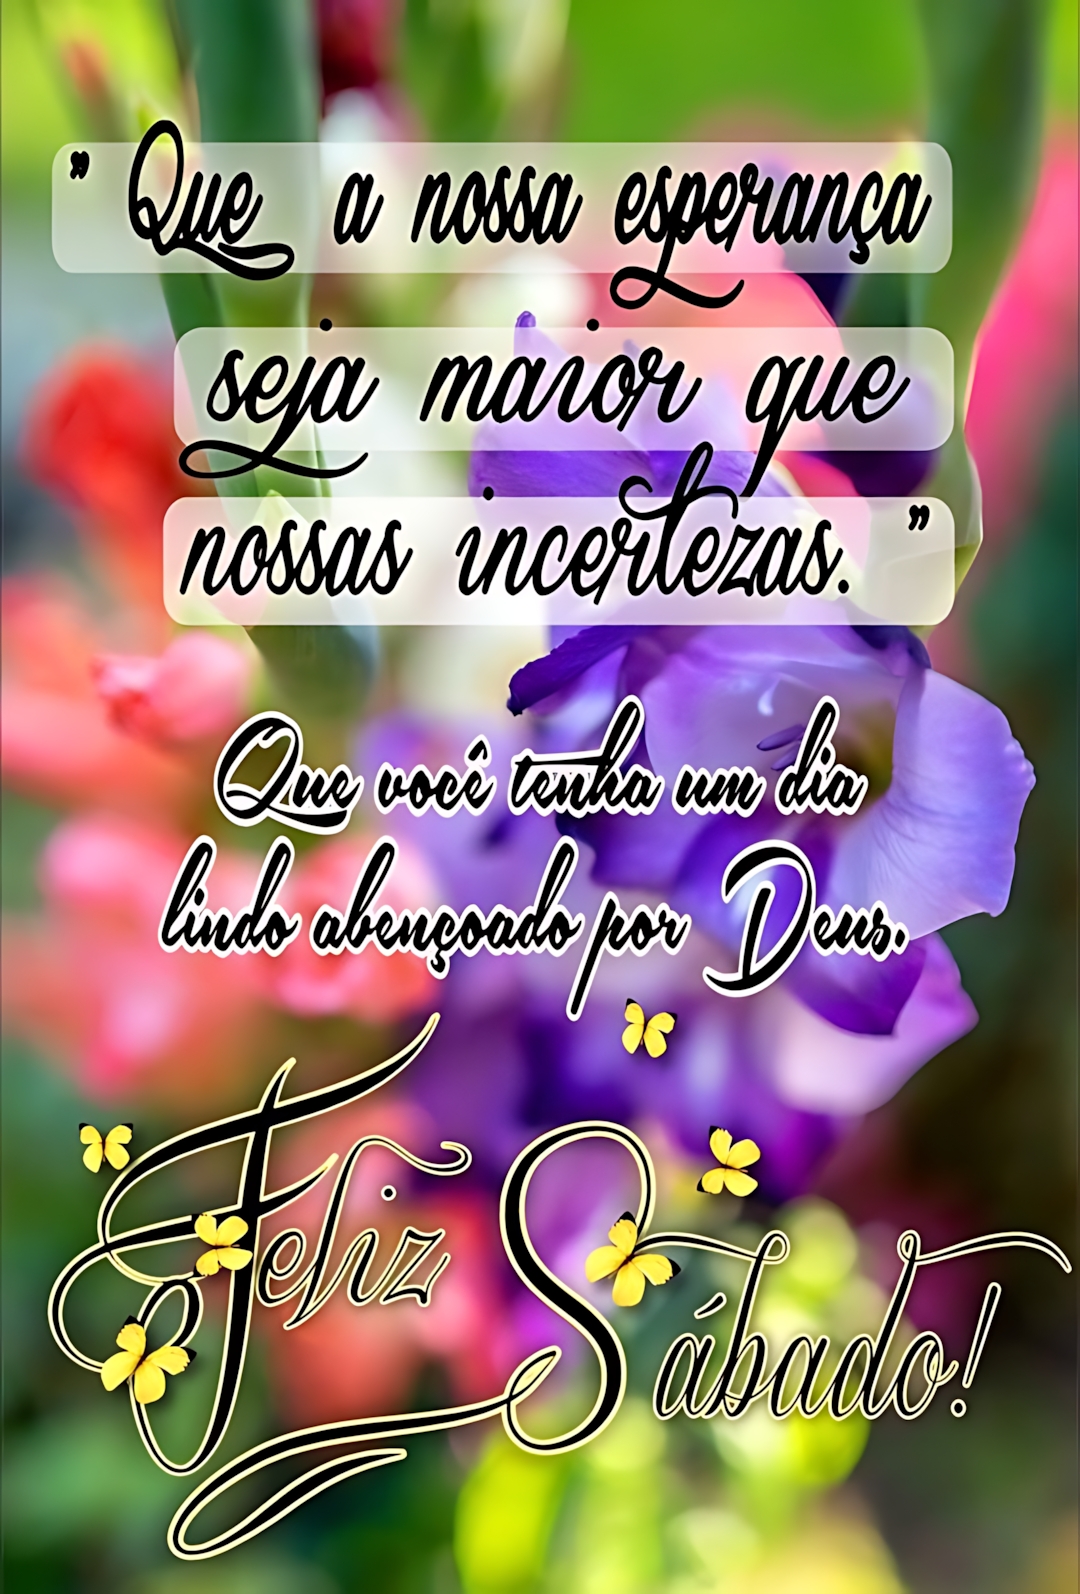 " Que a nossa esperança
seja maior que
nossas incertezas. "
Que você tenha um dia
lindo abençoado por Deus.
Feliz Sábado!